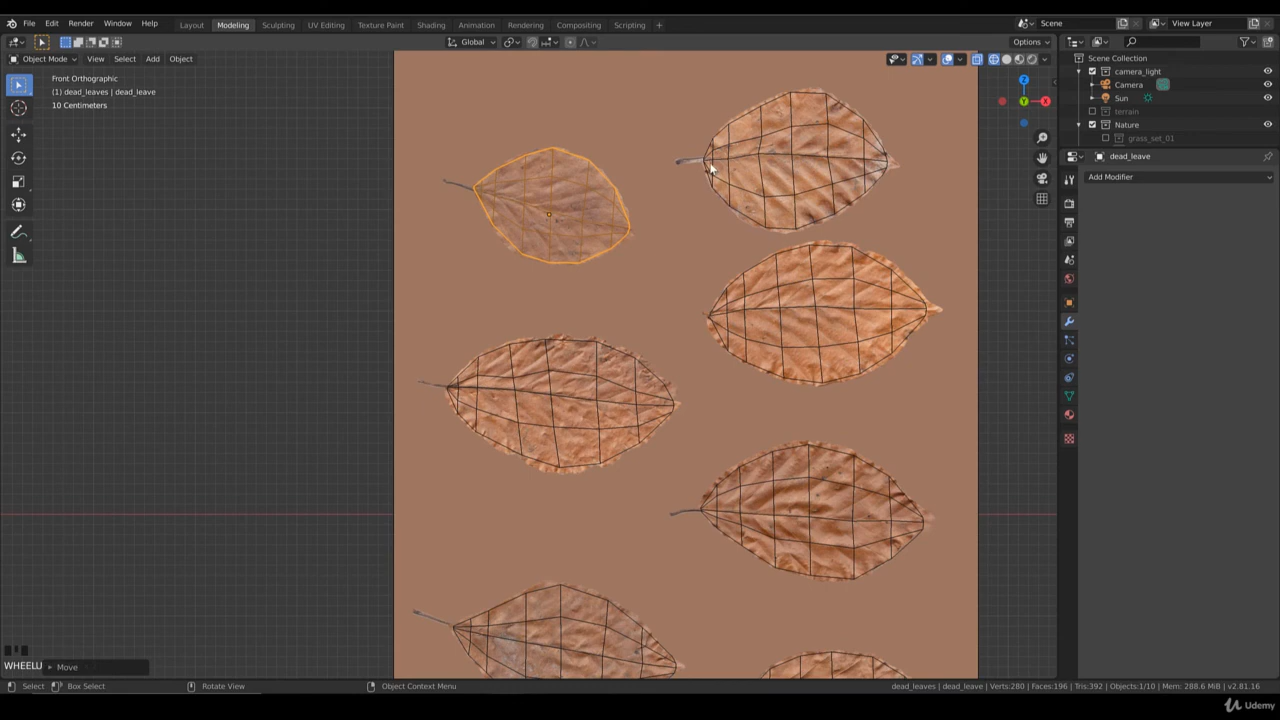 File Edit Render Window Help Layout Modeling Sculpting UV Editing Texture Paint Shading Animation Rendering Compositing Scripting + Scene View Layer
Global Options
Object Mode View Select Add Object
Front Orthographic
(1) dead_leaves | dead_leave
10 Centimeters
Z
Y
X
Scene Collection
camera_light
Camera
Sun
terrain
Nature
grass_set_01
dead_leave
Add Modifier
WHEELU Move
Select Box Select Rotate View Object Context Menu dead_leaves | dead_leave | Verts:280 | Faces:196 | Tris:392 | Objects:1/10 | Mem: 288.6 MiB | v2.81.16
Udemy